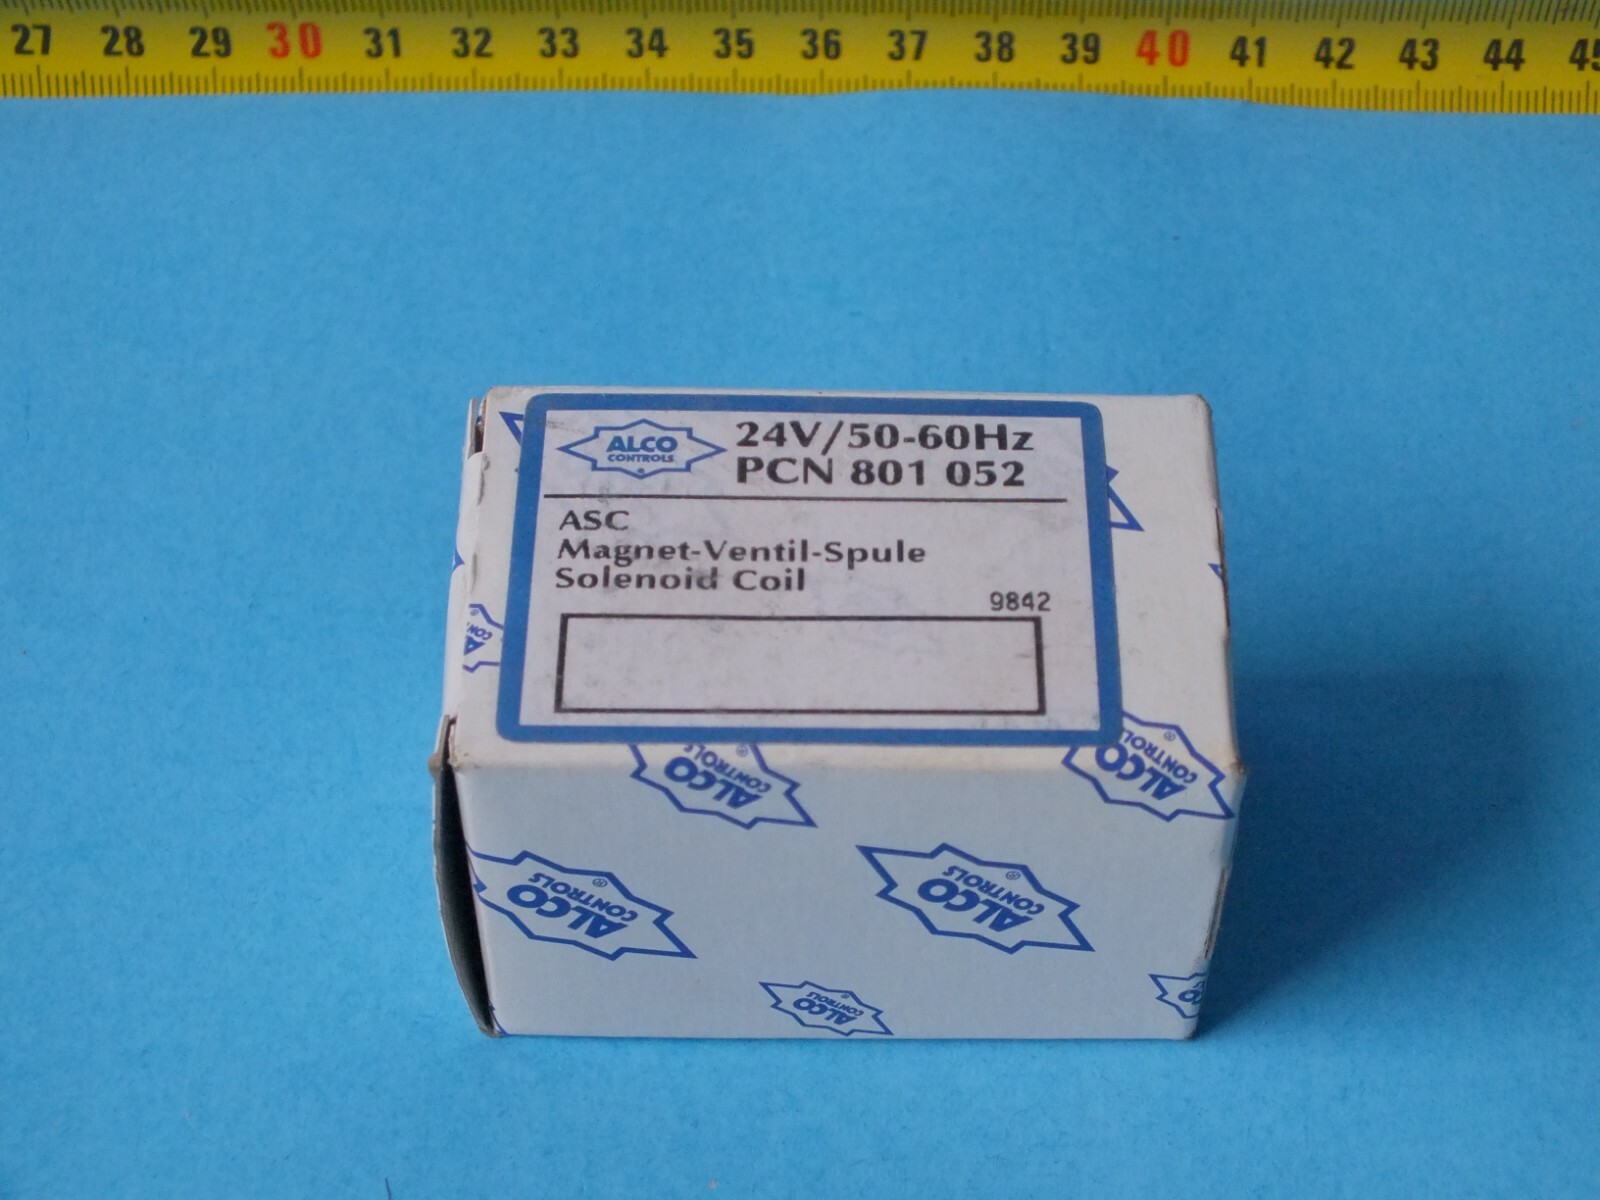 27 28 29 30 31 32 33 34 35 36 37 38 39 40 41 42 43 44 45
ALCO
CONTROLS
®
24V/50-60Hz
PCN 801 052
ASC
Magnet-Ventil-Spule
Solenoid Coil
9842
ALCO
CONTROLS
®
ALCO
CONTROLS
®
ALCO
CONTROLS
®
ALCO
CONTROLS
®
ALCO
CONTROLS
®